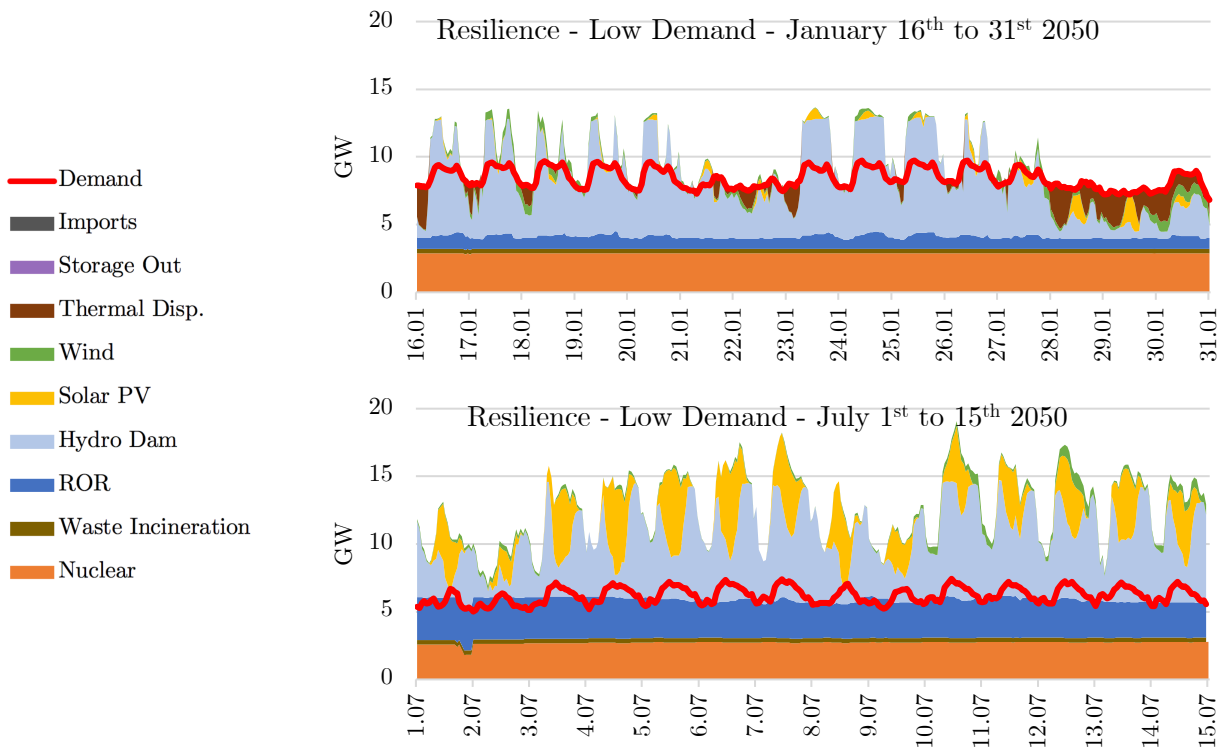 Resilience - Low Demand - January 16th to 31st 2050
20
15
10
5
0
GW
16.01
17.01
18.01
19.01
20.01
21.01
22.01
23.01
24.01
25.01
26.01
27.01
28.01
29.01
30.01
31.01
Demand
Imports
Storage Out
Thermal Disp.
Wind
Solar PV
Hydro Dam
ROR
Waste Incineration
Nuclear
Resilience - Low Demand - July 1st to 15th 2050
20
15
10
5
0
GW
1.07
2.07
3.07
4.07
5.07
6.07
7.07
8.07
9.07
10.07
11.07
12.07
13.07
14.07
15.07